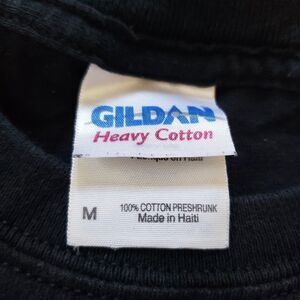 GILDAN
Heavy Cotton
M
100% COTTON PRESHRUNK
Made in Haiti